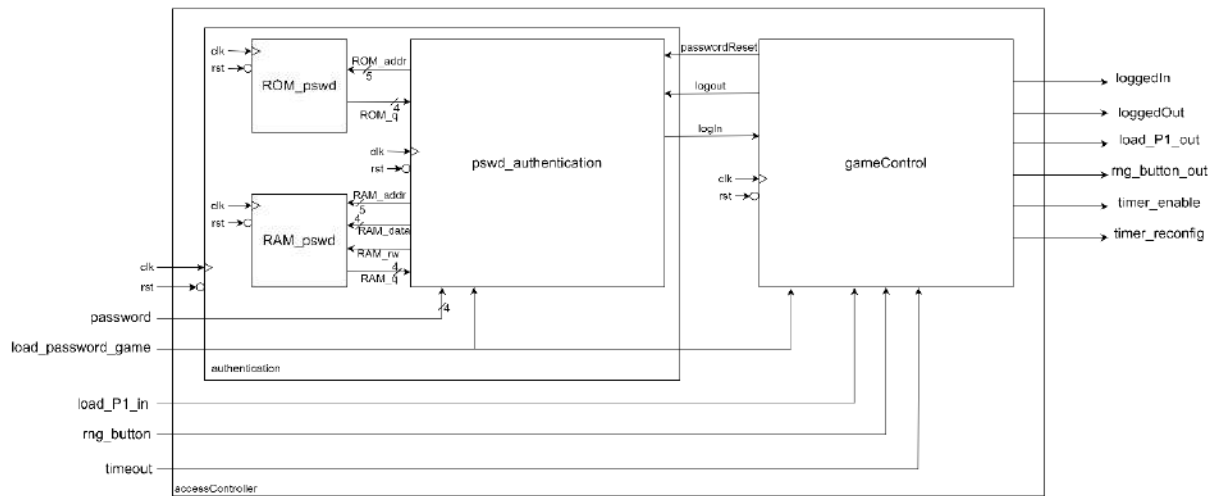 clk
rst
ROM_pswd
ROM_addr
5
4
ROM_q
clk
rst
pswd_authentication
clk
rst
RAM_pswd
RAM_addr
5
4
RAM_data
RAM_rw
4
RAM_q
clk
rst
password
4
load_password_game
authentication
passwordReset
logout
logIn
clk
rst
gameControl
loggedIn
loggedOut
load_P1_out
rng_button_out
timer_enable
timer_reconfig
load_P1_in
rng_button
timeout
accessController